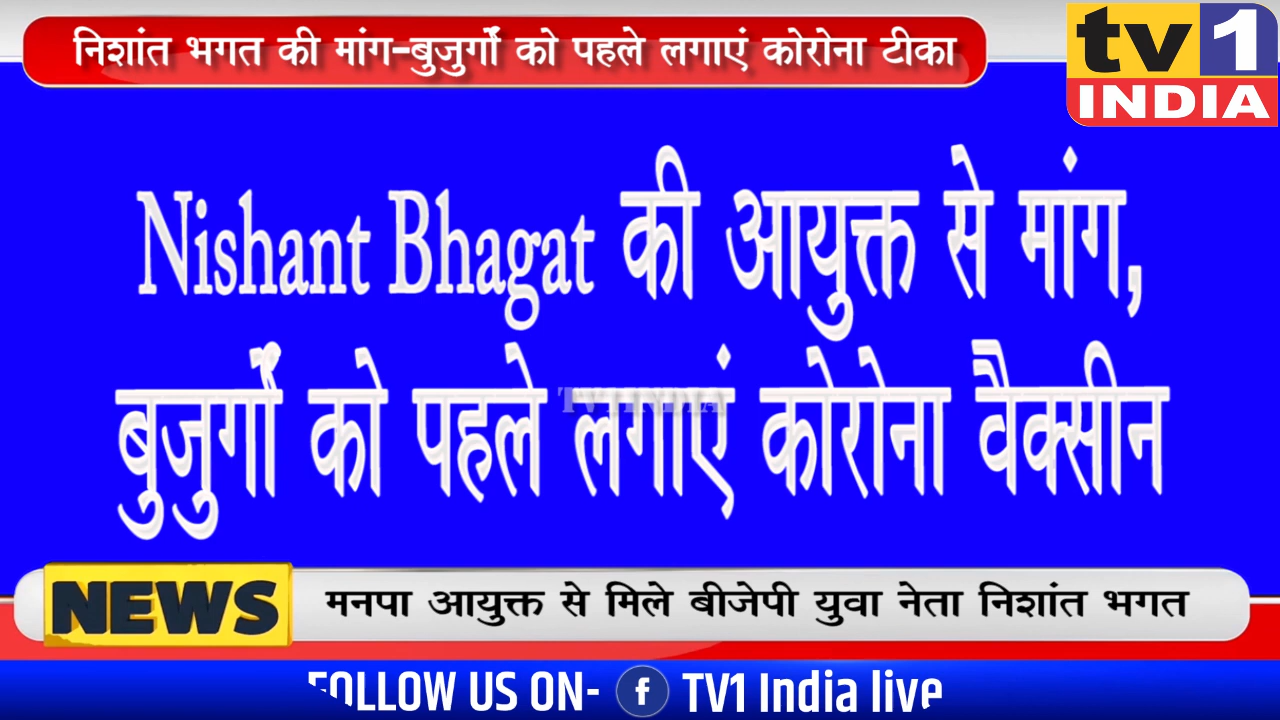 निशांत भगत की मांग-बुजुर्गों को पहले लगाएं कोरोना टीका
tv1
INDIA
Nishant Bhagat की आयुक्त से मांग,
बुजुर्गों को पहले लगाएं कोरोना वैक्सीन
TV1INDIA
NEWS
मनपा आयुक्त से मिले बीजेपी युवा नेता निशांत भगत
FOLLOW US ON- f TV1 India live